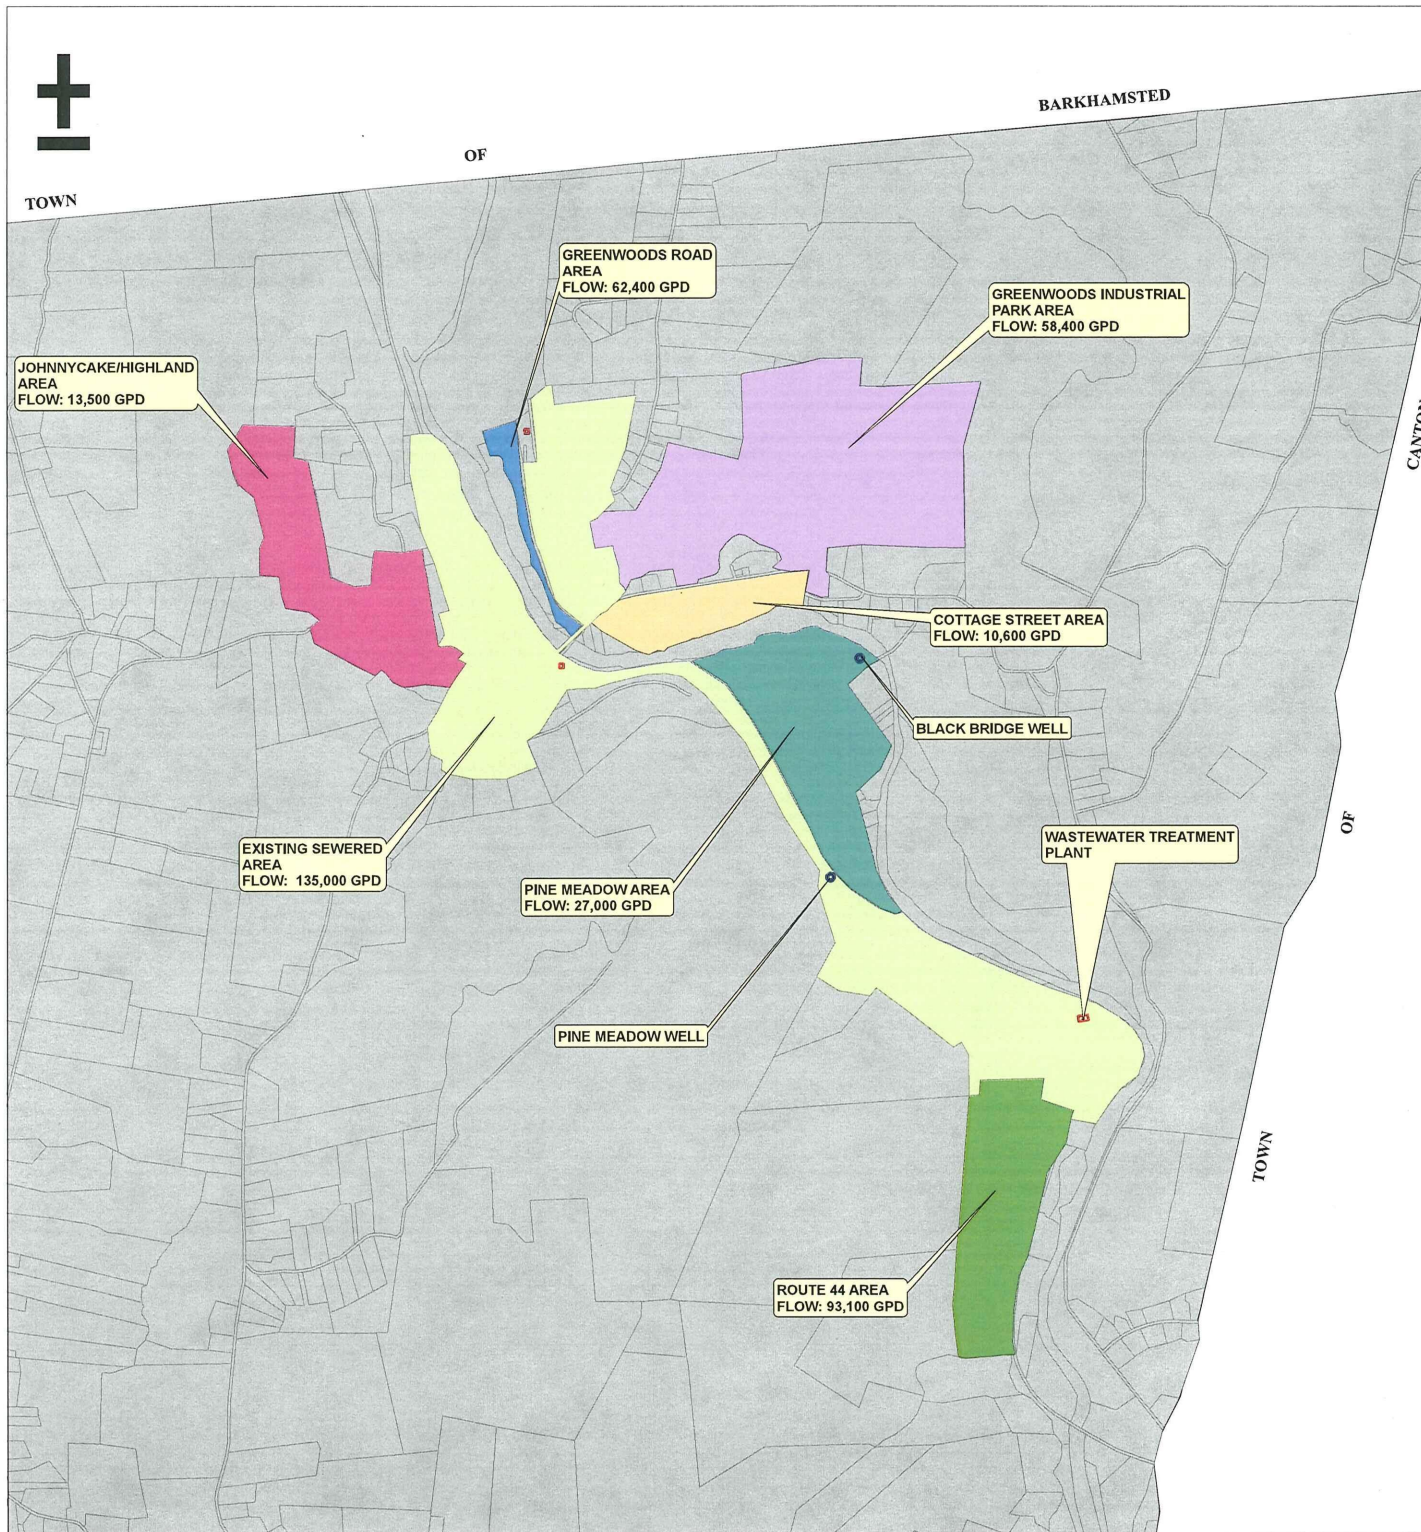 BARKHAMSTED
OF
TOWN
GREENWOODS ROAD
AREA
FLOW: 62,400 GPD
GREENWOODS INDUSTRIAL
PARK AREA
FLOW: 58,400 GPD
JOHNNYCAKE/HIGHLAND
AREA
FLOW: 13,500 GPD
CANTON
COTTAGE STREET AREA
FLOW: 10,600 GPD
BLACK BRIDGE WELL
OF
WASTEWATER TREATMENT
PLANT
EXISTING SEWERED
AREA
FLOW: 135,000 GPD
PINE MEADOW AREA
FLOW: 27,000 GPD
PINE MEADOW WELL
TOWN
ROUTE 44 AREA
FLOW: 93,100 GPD